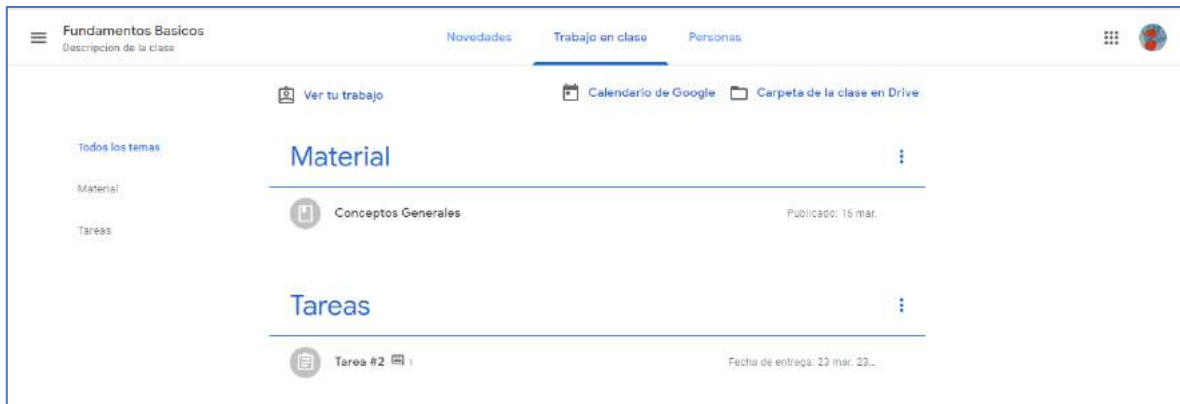 Fundamentos Basicos
Descripcion de la clase
Novedades
Trabajo en clase
Personas
Ver tu trabajo
Calendario de Google
Carpeta de la clase en Drive
Todos los temas
Material
Tareas
Material
Conceptos Generales
Publicado: 15 mar.
Tareas
Tarea #2
1
Fecha de entrega: 23 mar. 23...